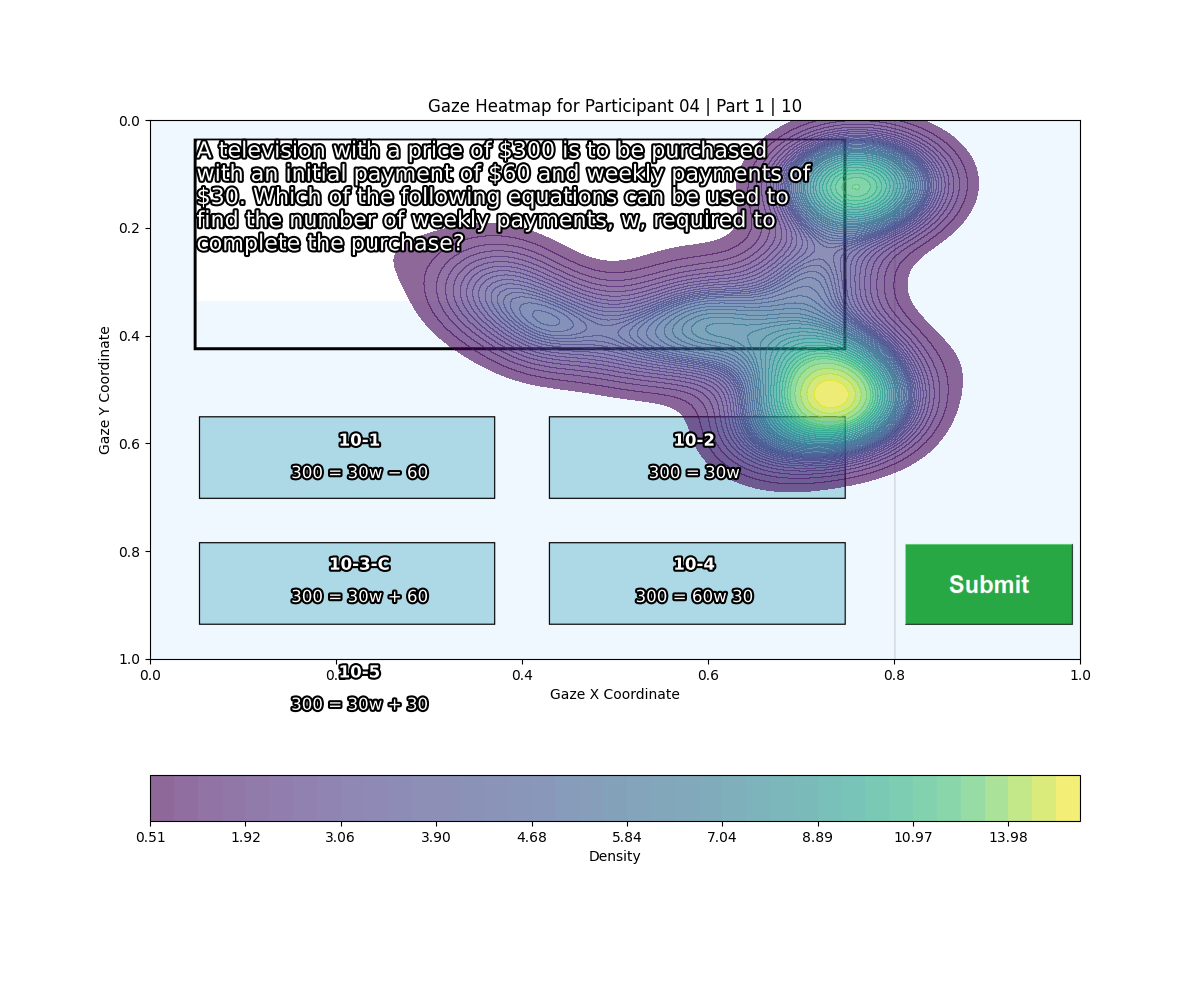 Gaze Heatmap for Participant 04 | Part 1 | 10
0.0
0.2
0.4
0.6
0.8
1.0
Gaze Y Coordinate
A television with a price of $300 is to be purchased
with an initial payment of $60 and weekly payments of
$30. Which of the following equations can be used to
find the number of weekly payments, w, required to
complete the purchase?
10-1
300 = 30w − 60
10-2
300 = 30w
10-3-C
300 = 30w + 60
10-4
300 = 60w 30
Submit
10-5
300 = 30w + 30
0.0
0.2
0.4
0.6
0.8
1.0
Gaze X Coordinate
0.51
1.92
3.06
3.90
4.68
5.84
7.04
8.89
10.97
13.98
Density